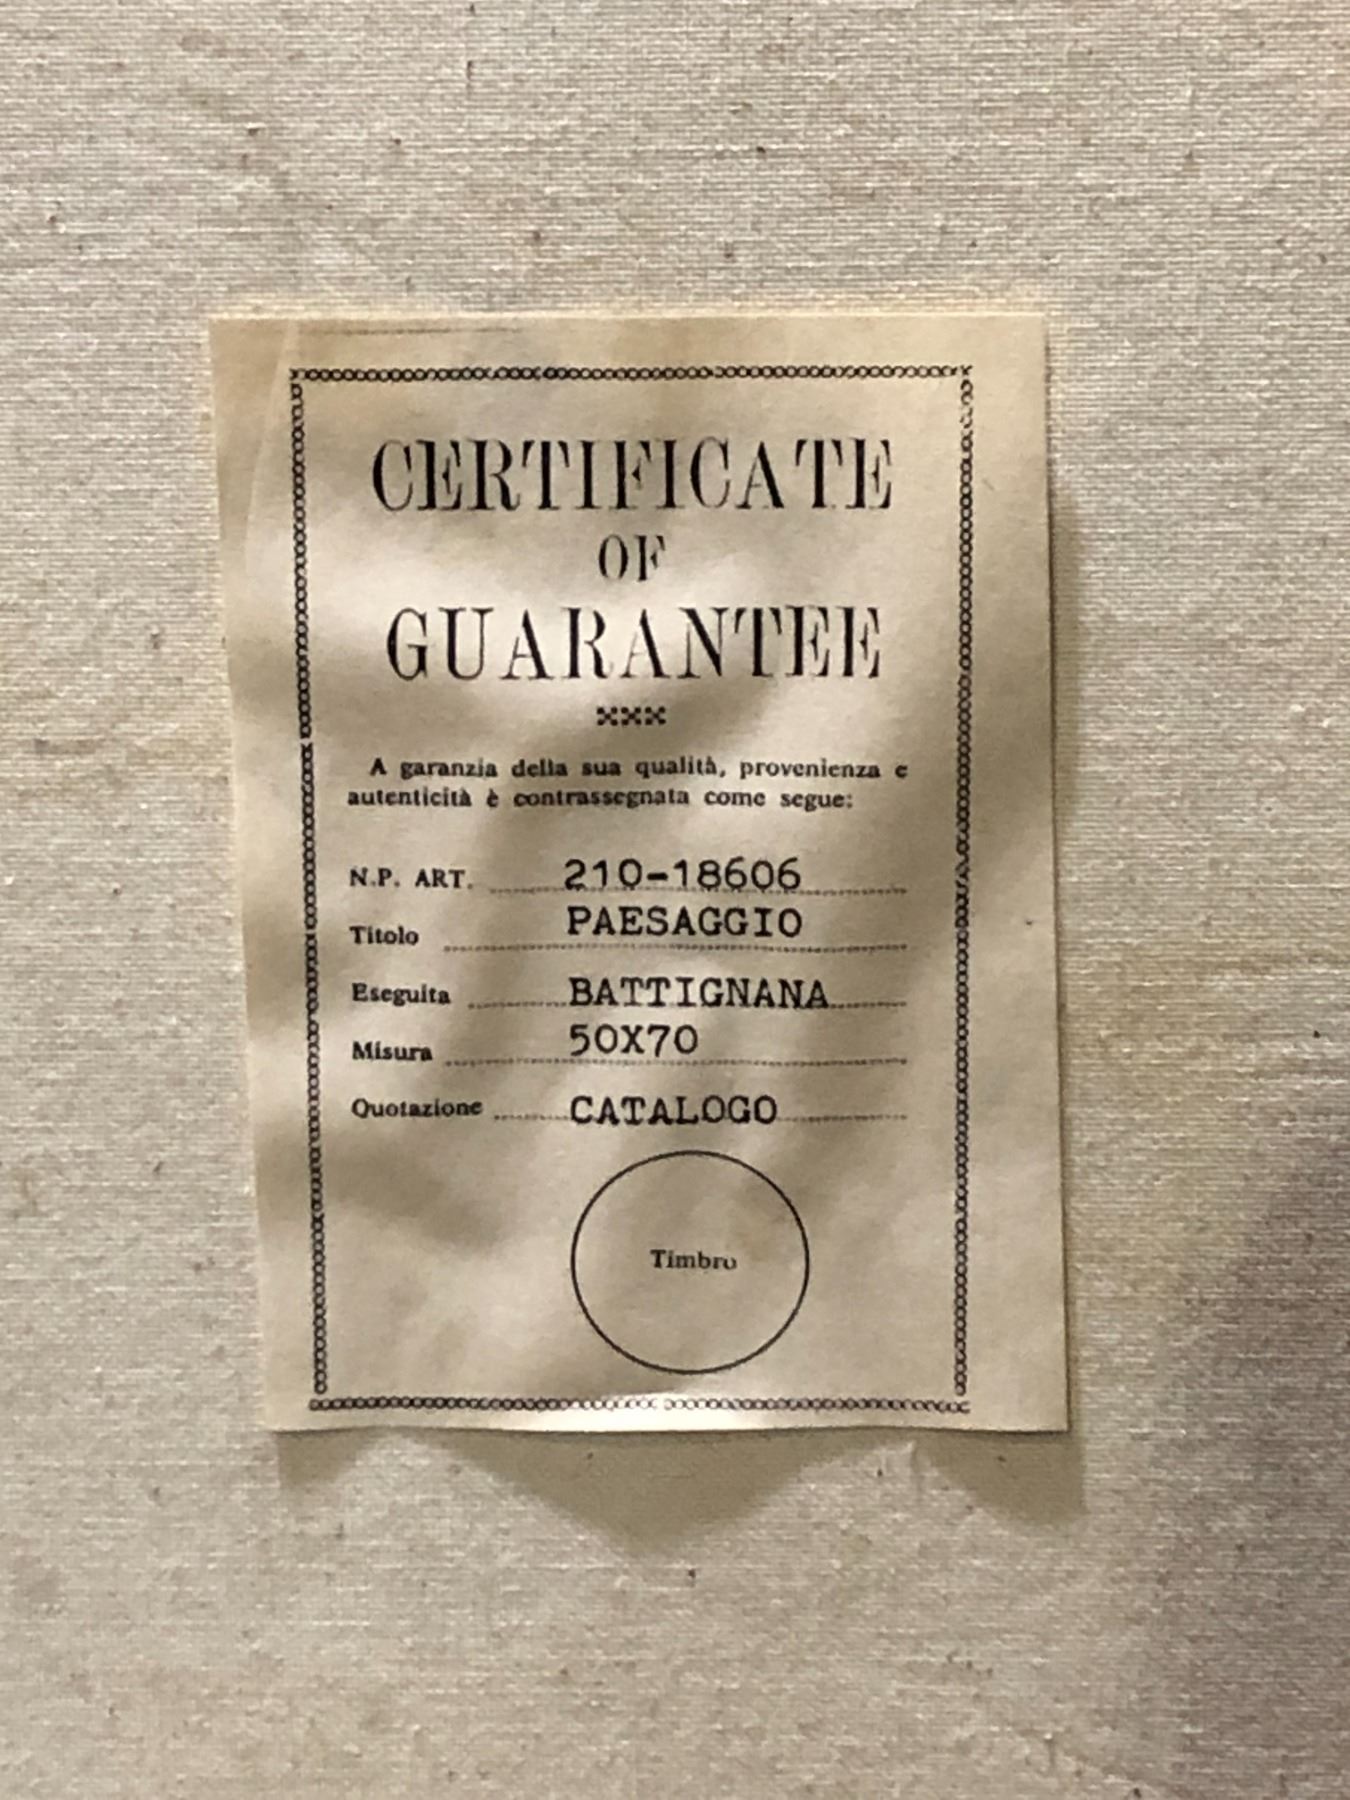 CERTIFICATE
OF
GUARANTEE
A garanzia della sua qualità, provenienza e
autenticità è contrassegnata come segue:
N.P. ART. 210-18606
Titolo PAESAGGIO
Eseguita BATTIGNANA
Misura 50X70
Quotazione CATALOGO
Timbro